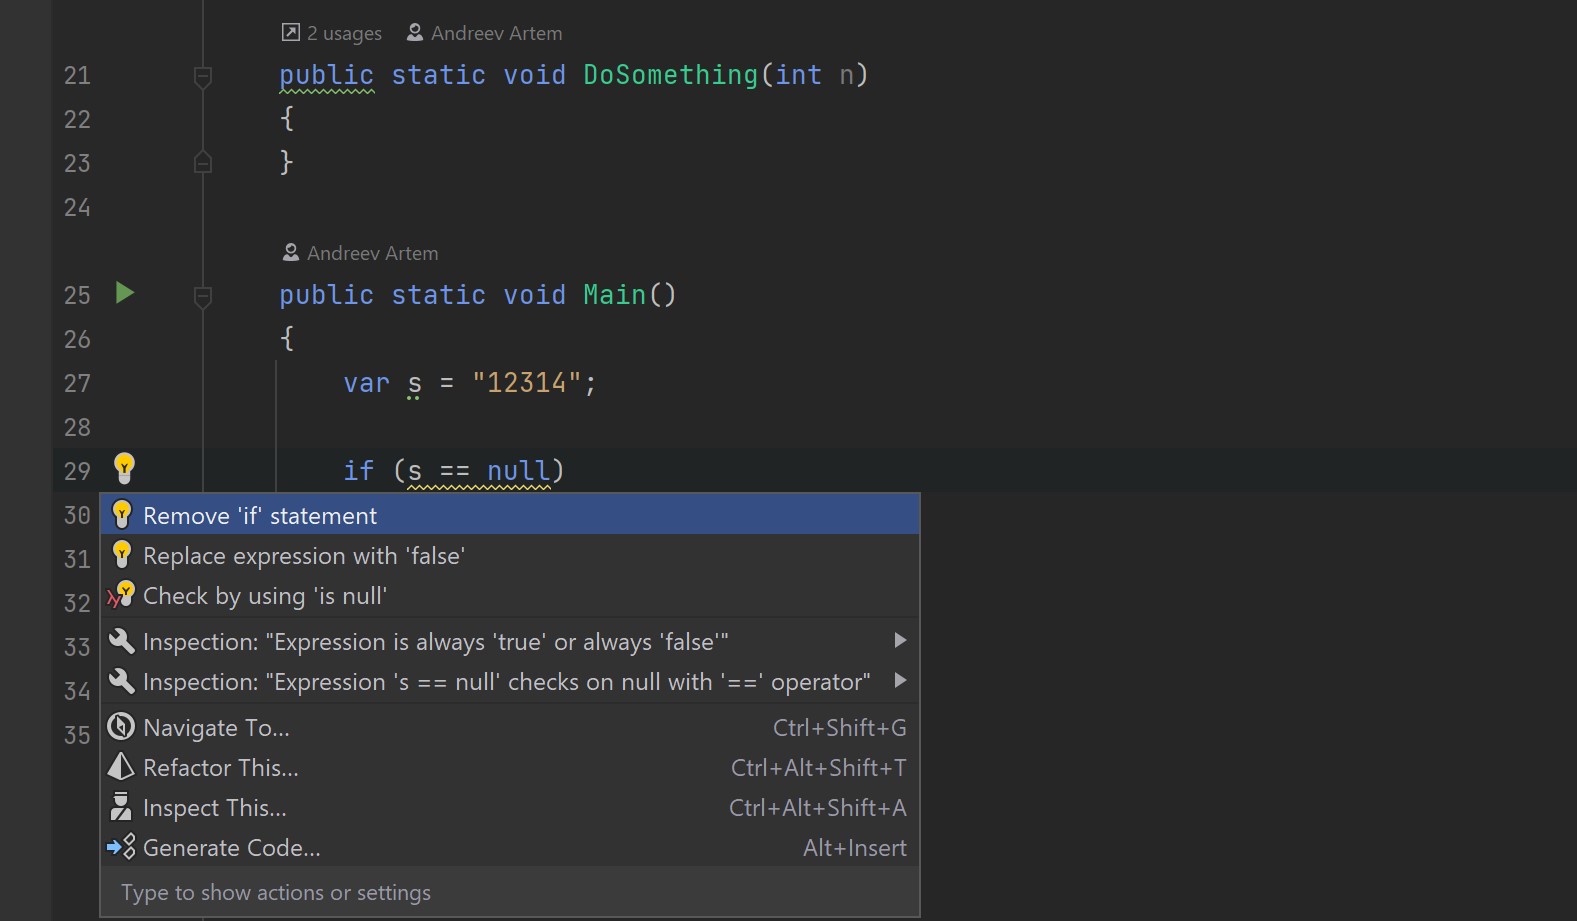 2 usages Andreev Artem
21 public static void DoSomething(int n)
22 {
23 }
24
Andreev Artem
25 public static void Main()
26 {
27 var s = "12314";
28
29 if (s == null)
30 Remove 'if' statement
31 Replace expression with 'false'
32 Check by using 'is null'
33 Inspection: "Expression is always 'true' or always 'false'"
34 Inspection: "Expression 's == null' checks on null with '==' operator"
35 Navigate To... Ctrl+Shift+G
Refactor This... Ctrl+Alt+Shift+T
Inspect This... Ctrl+Alt+Shift+A
Generate Code... Alt+Insert
Type to show actions or settings